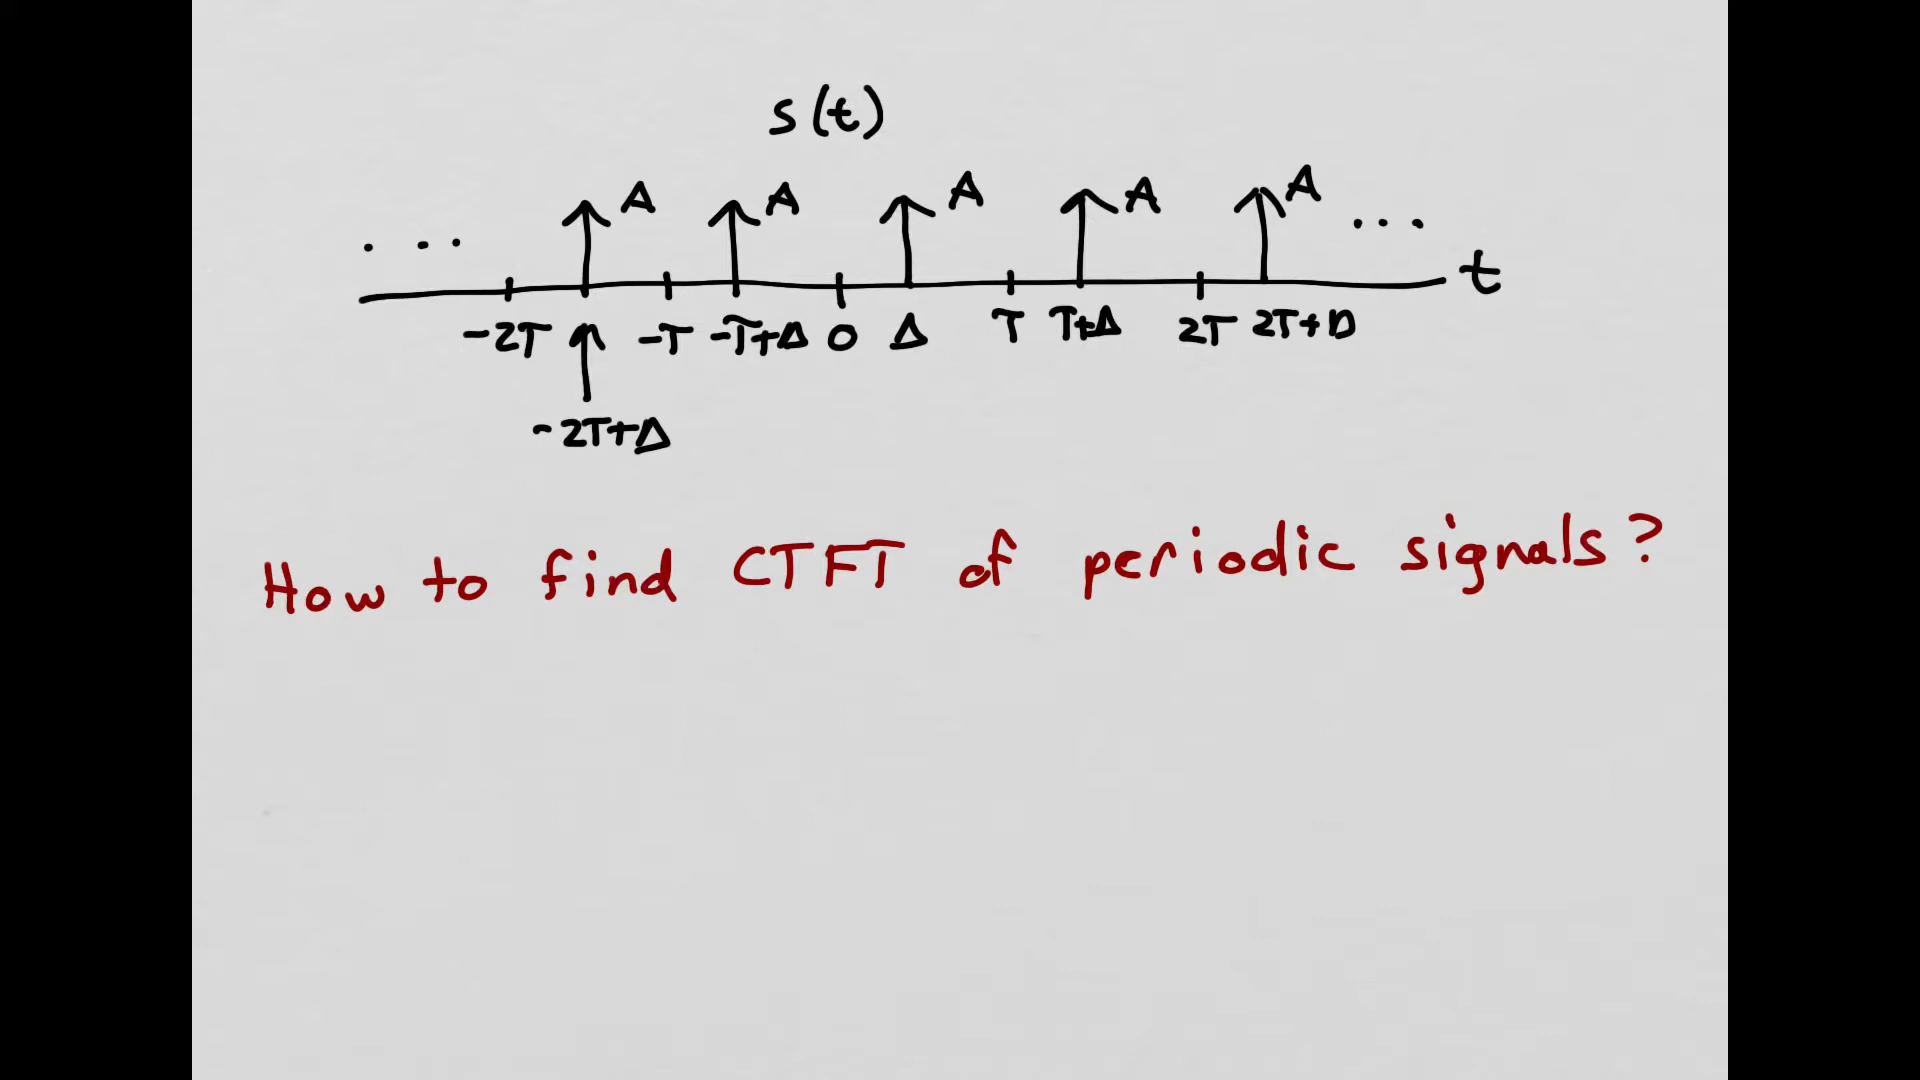 s(t)
A A A A A
. . . . . .
t
-2T -T -T+Δ 0 Δ T T+Δ 2T 2T+Δ
-2T+Δ
How to find CTFT of periodic signals?